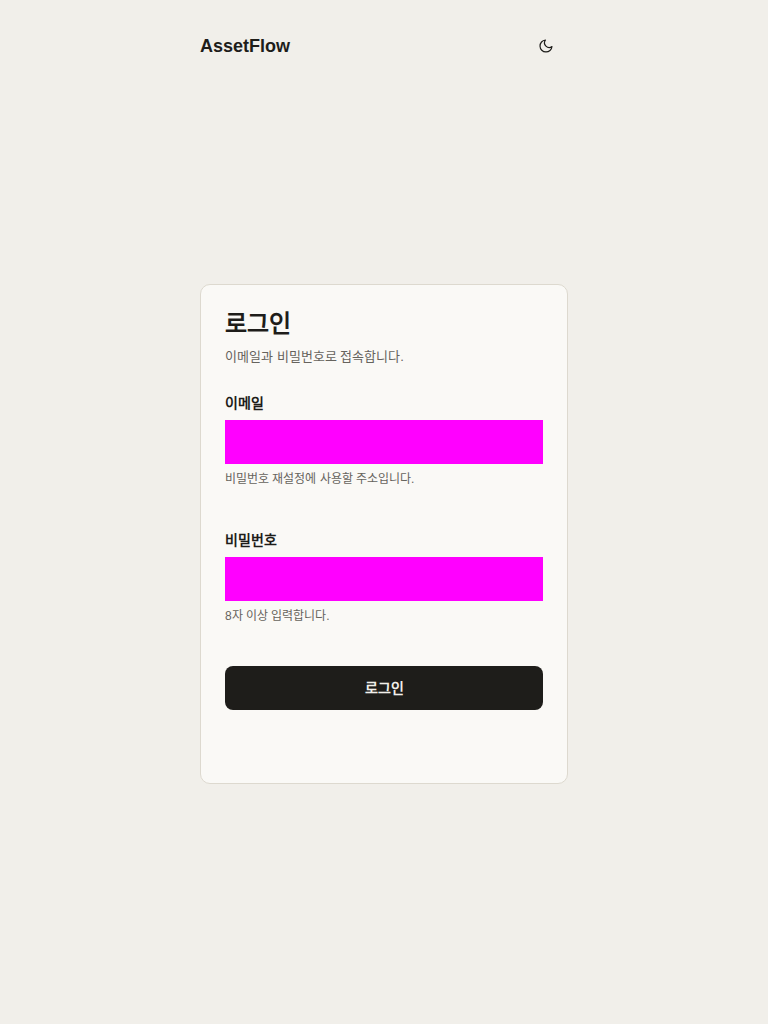 AssetFlow
로그인
이메일과 비밀번호로 접속합니다.
이메일
비밀번호 재설정에 사용할 주소입니다.
비밀번호
8자 이상 입력합니다.
로그인